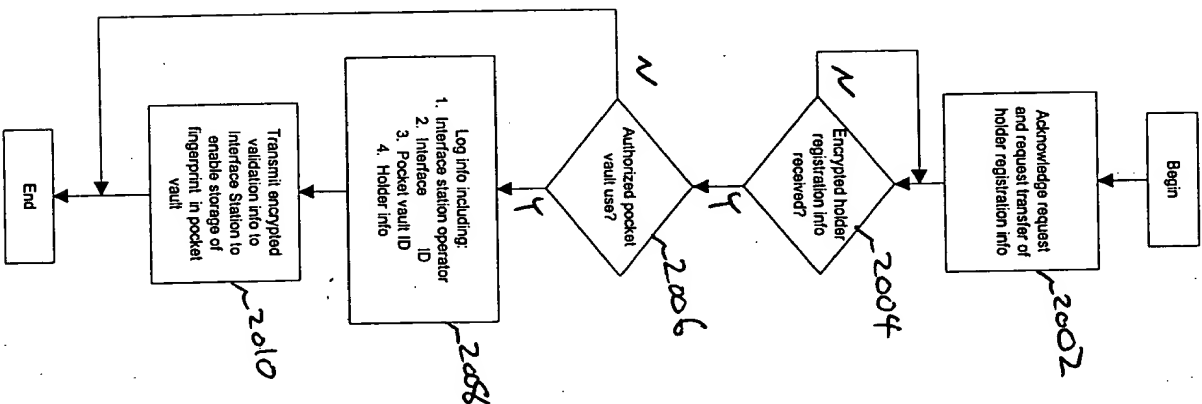 Begin
Acknowledge request
and request transfer of
holder registration info
2002
Encrypted holder
registration info
received?
2004
N
Y
Authorized pocket
vault use?
2006
N
Y
Log info including:
1. Interface station operator
2. Interface ID
3. Pocket vault ID
4. Holder info
2008
Transmit encrypted
validation info to
Interface Station to
enable storage of
fingerprint in pocket
vault
2010
End